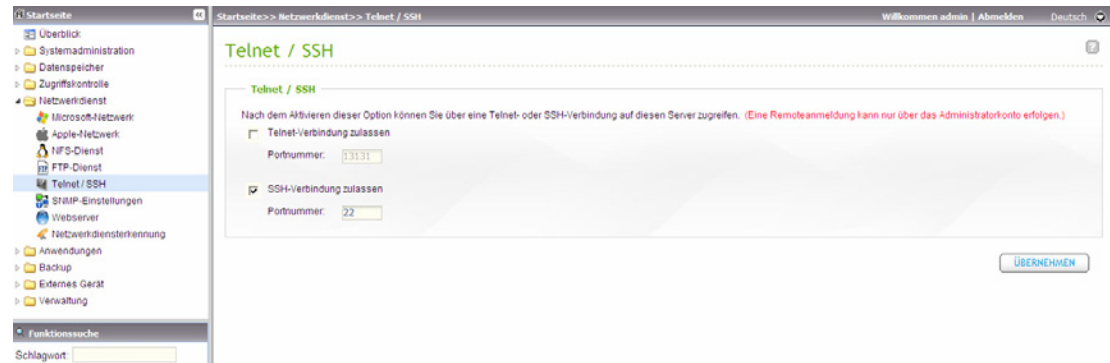 Startseite
Startseite>> Netzwerkdienst>> Telnet / SSH
Willkommen admin | Abmelden
Deutsch
Überblick
Systemadministration
Datenspeicher
Zugriffskontrolle
Netzwerkdienst
Microsoft-Netzwerk
Apple-Netzwerk
NFS-Dienst
FTP-Dienst
Telnet / SSH
SNMP-Einstellungen
Webserver
Netzwerkdiensterkennung
Anwendungen
Backup
Externes Gerät
Verwaltung
Funktionssuche
Schlagwort:
Telnet / SSH
Telnet / SSH
Nach dem Aktivieren dieser Option können Sie über eine Telnet- oder SSH-Verbindung auf diesen Server zugreifen. (Eine Remoteanmeldung kann nur über das Administratorkonto erfolgen.)
Telnet-Verbindung zulassen
Portnummer: 13131
SSH-Verbindung zulassen
Portnummer: 22
ÜBERNEHMEN